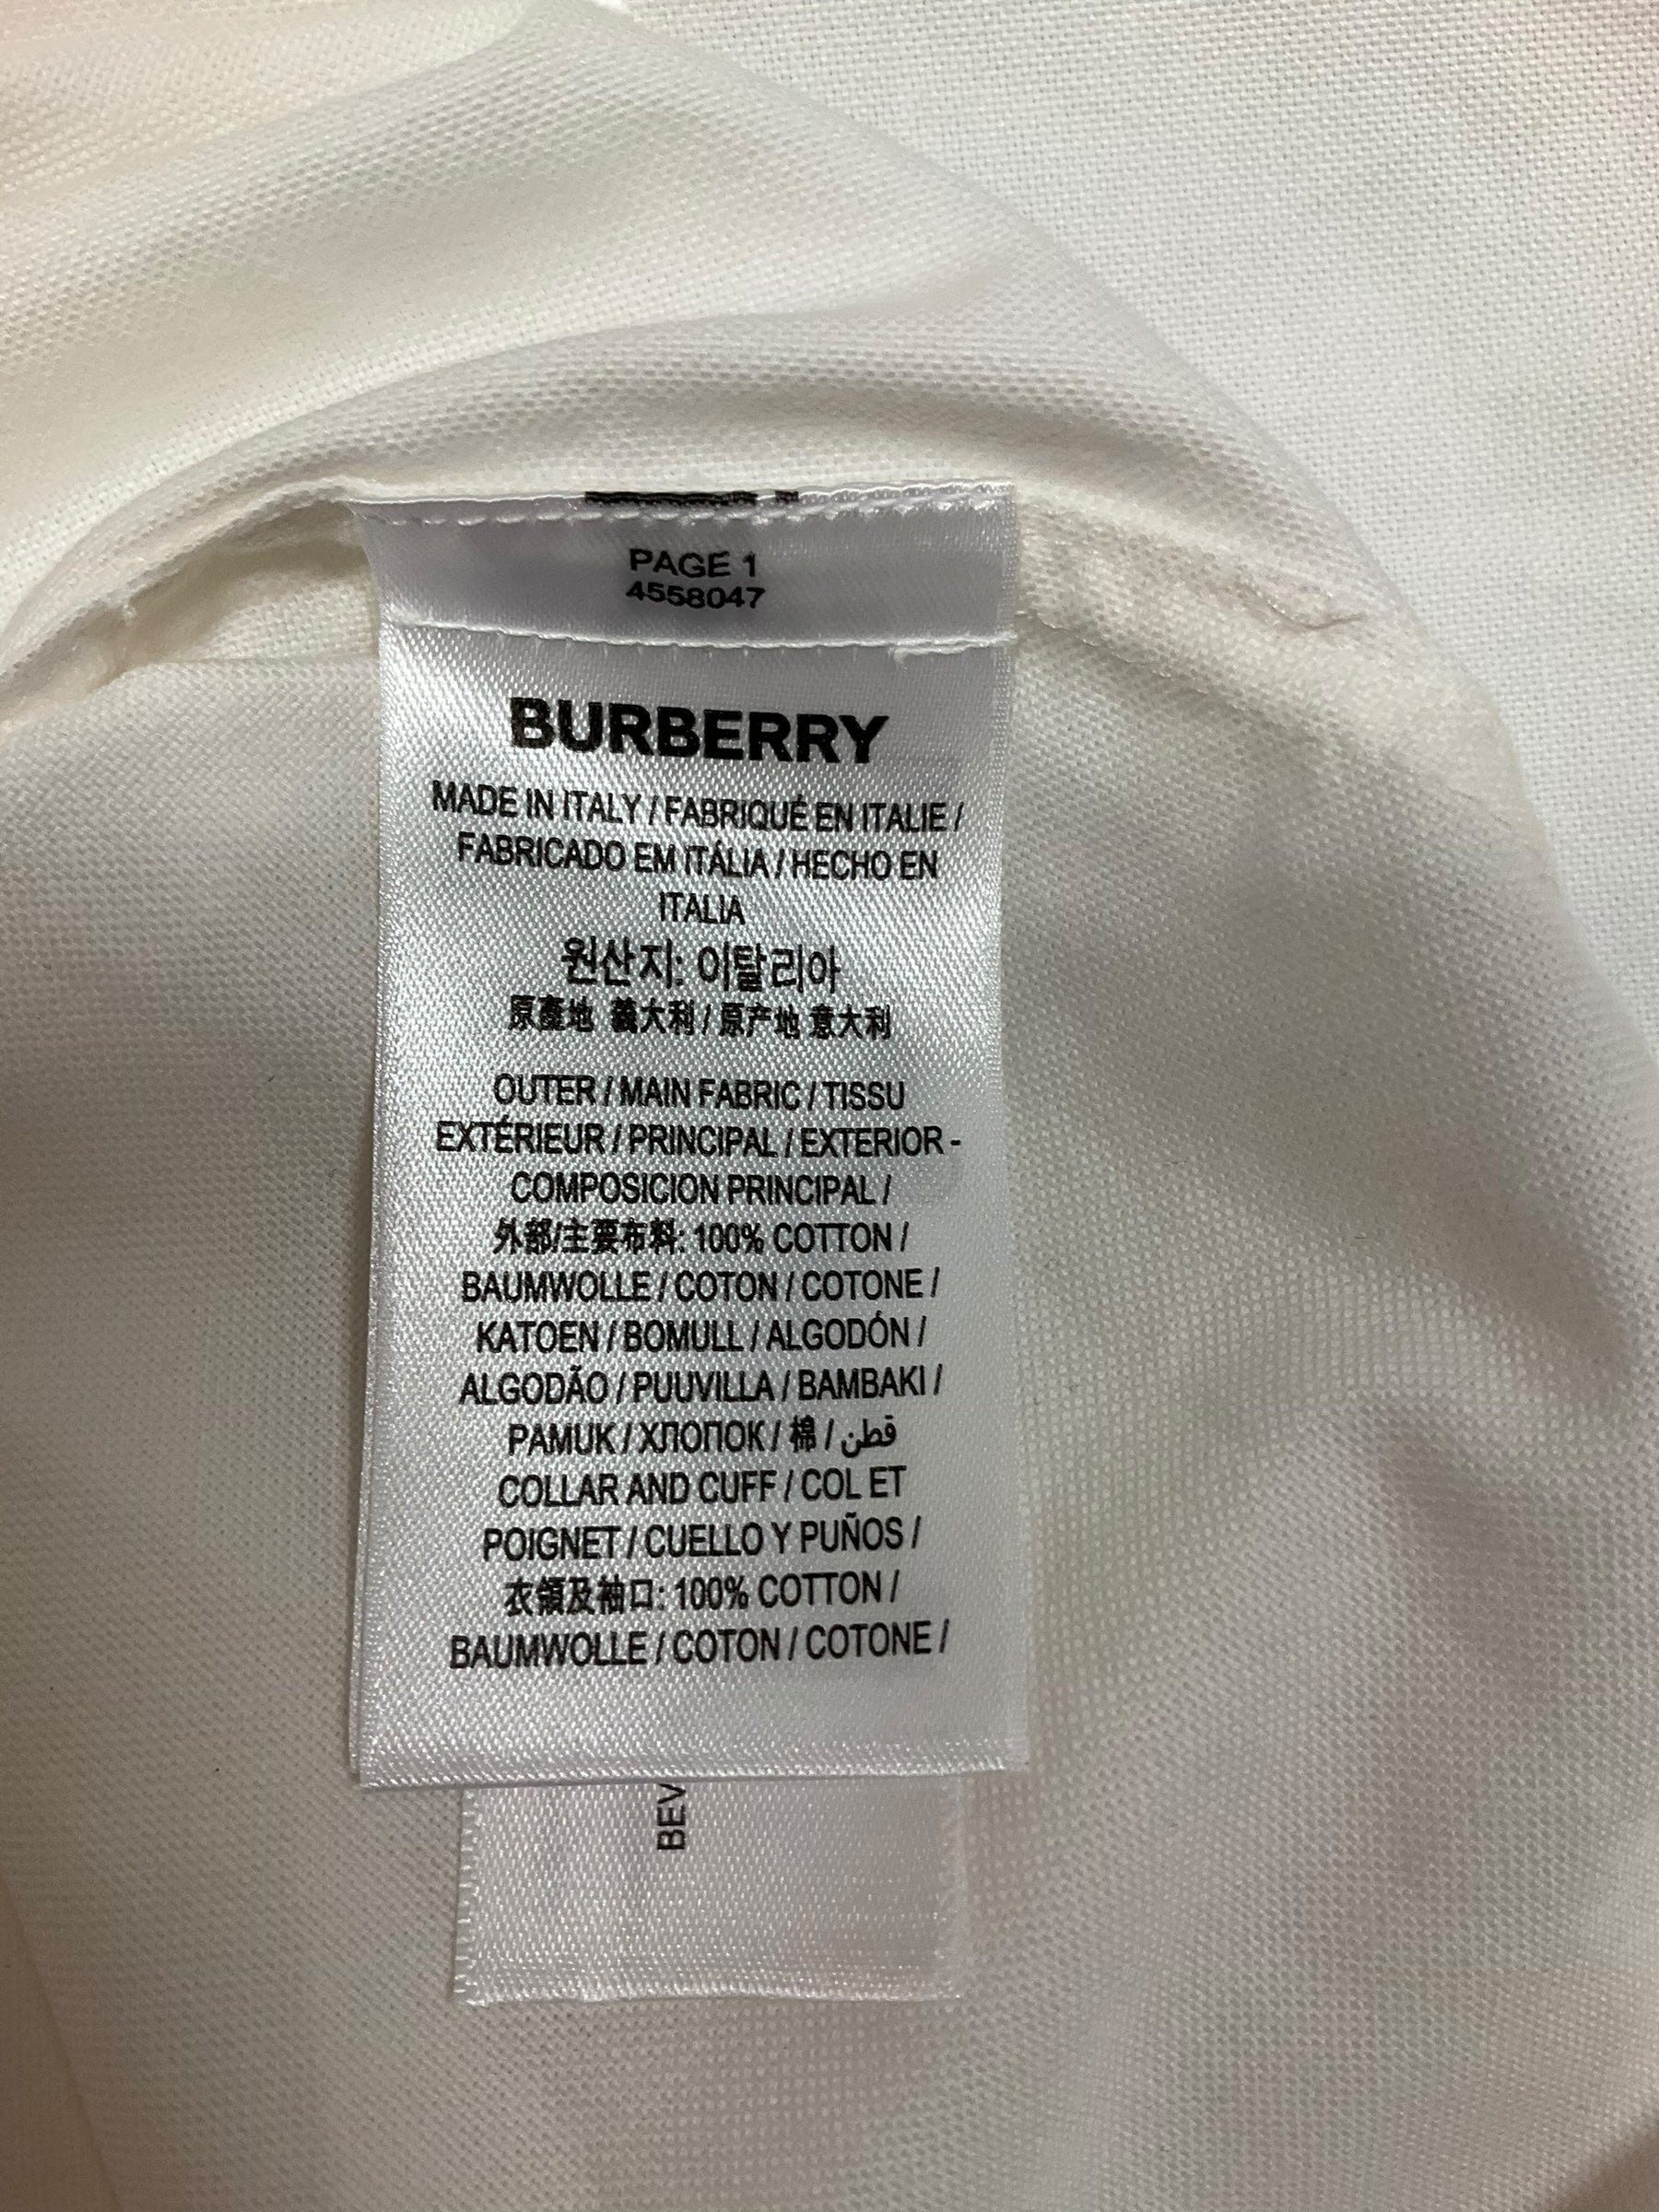 PAGE 1
4558047
BURBERRY
MADE IN ITALY / FABRIQUÉ EN ITALIE /
FABRICADO EM ITÁLIA / HECHO EN
ITALIA
원산지: 이탈리아
原產地 義大利 / 原产地 意大利
OUTER / MAIN FABRIC / TISSU
EXTÉRIEUR / PRINCIPAL / EXTERIOR -
COMPOSICION PRINCIPAL /
外部/主要布料: 100% COTTON /
BAUMWOLLE / COTON / COTONE /
KATOEN / BOMULL / ALGODÓN /
ALGODÃO / PUUVILLA / BAMBAKI /
PAMUK / ХЛОПОК / 棉 / قطن
COLLAR AND CUFF / COL ET
POIGNET / CUELLO Y PUÑOS /
衣領及袖口: 100% COTTON /
BAUMWOLLE / COTON / COTONE /
BEV